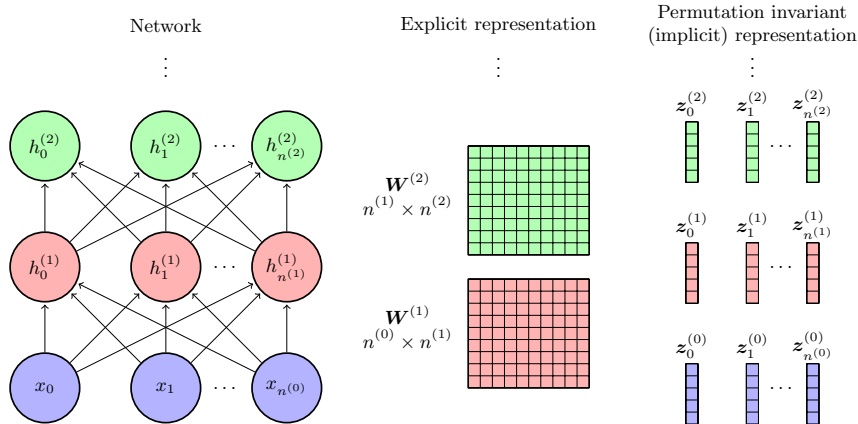 Network
Explicit representation
Permutation invariant
(implicit) representation
⋮
⋮
⋮
h_0^{(2)} h_1^{(2)} ⋯ h_{n^{(2)}}^{(2)}
h_0^{(1)} h_1^{(1)} ⋯ h_{n^{(1)}}^{(1)}
x_0 x_1 ⋯ x_{n^{(0)}}
W^{(2)}
n^{(1)} × n^{(2)}
W^{(1)}
n^{(0)} × n^{(1)}
z_0^{(2)} z_1^{(2)} z_{n^{(2)}}^{(2)}
⋯
z_0^{(1)} z_1^{(1)} z_{n^{(1)}}^{(1)}
⋯
z_0^{(0)} z_1^{(0)} z_{n^{(0)}}^{(0)}
⋯